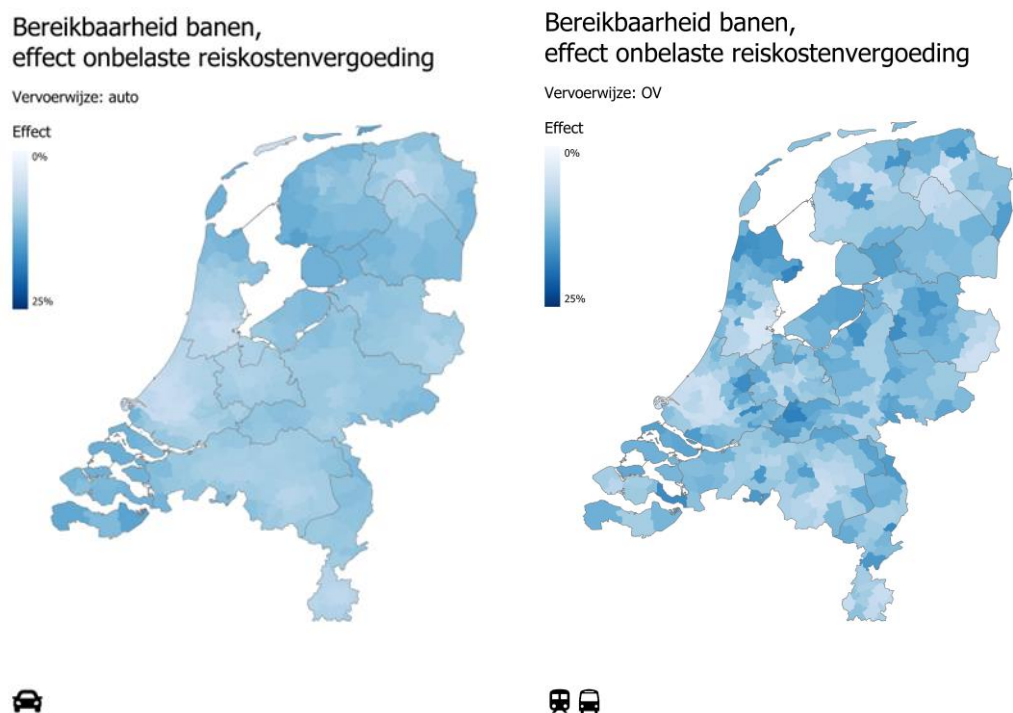 Bereikbaarheid banen,
effect onbelaste reiskostenvergoeding
Vervoerwijze: auto
Effect
0%
25%
Bereikbaarheid banen,
effect onbelaste reiskostenvergoeding
Vervoerwijze: OV
Effect
0%
25%